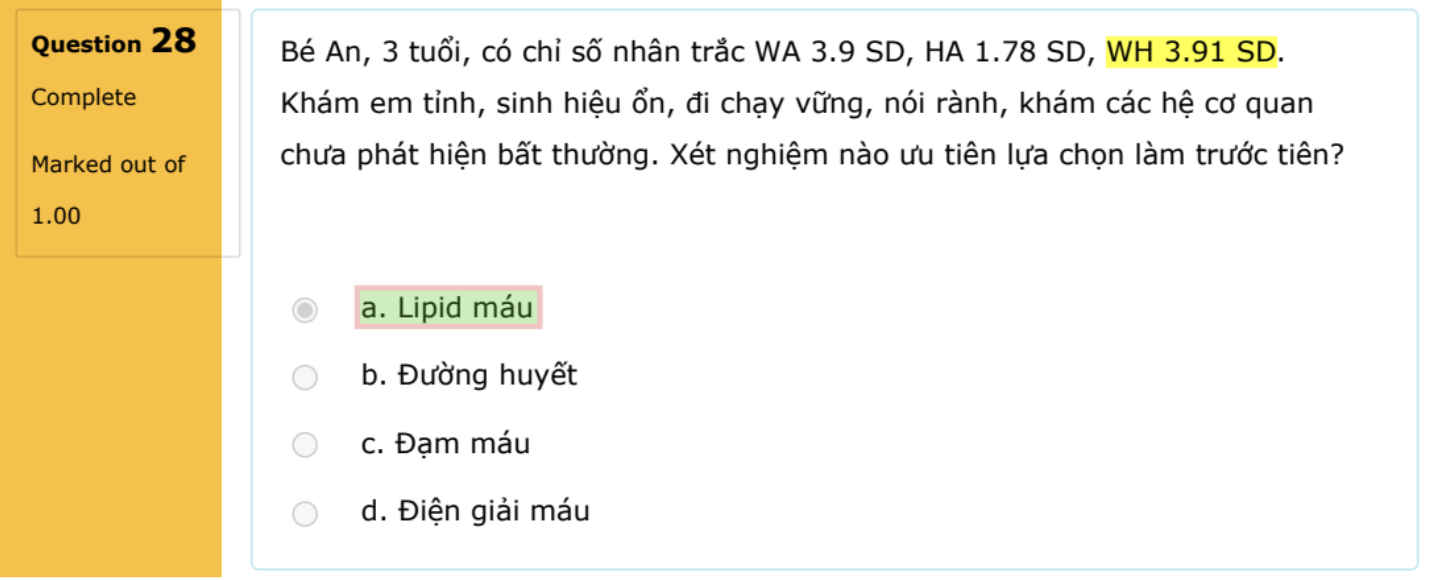 Question 28
Complete
Marked out of
1.00
Bé An, 3 tuổi, có chỉ số nhân trắc WA 3.9 SD, HA 1.78 SD, WH 3.91 SD.
Khám em tỉnh, sinh hiệu ổn, đi chạy vững, nói rành, khám các hệ cơ quan
chưa phát hiện bất thường. Xét nghiệm nào ưu tiên lựa chọn làm trước tiên?
a. Lipid máu
b. Đường huyết
c. Đạm máu
d. Điện giải máu